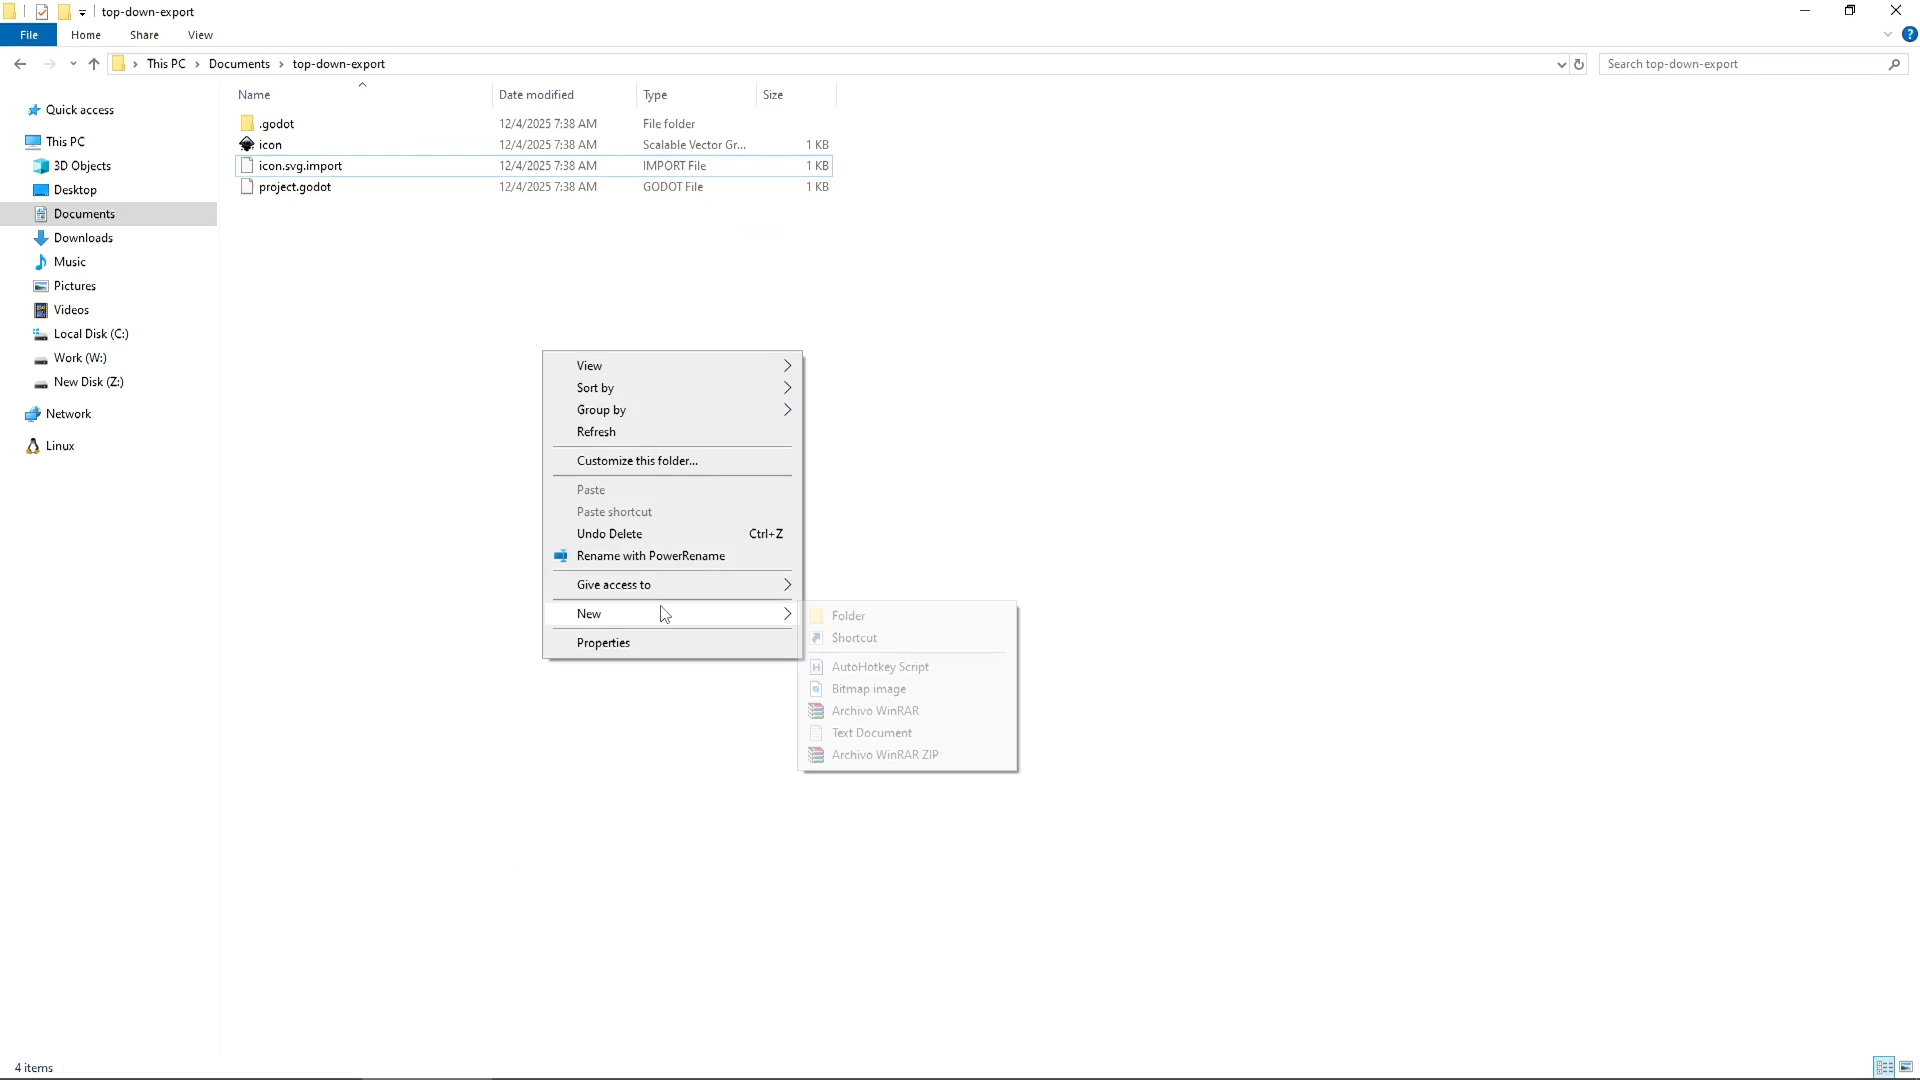 top-down-export
File Home Share View
This PC Documents top-down-export
Search top-down-export
Name Date modified Type Size
.godot 12/4/2025 7:38 AM File folder
icon 12/4/2025 7:38 AM Scalable Vector Gr... 1 KB
icon.svg.import 12/4/2025 7:38 AM IMPORT File 1 KB
project.godot 12/4/2025 7:38 AM GODOT File 1 KB
Quick access
This PC
3D Objects
Desktop
Documents
Downloads
Music
Pictures
Videos
Local Disk (C:)
Work (W:)
New Disk (Z:)
Network
Linux
View
Sort by
Group by
Refresh
Customize this folder...
Paste
Paste shortcut
Undo Delete Ctrl+Z
Rename with PowerRename
Give access to
New
Properties
Folder
Shortcut
AutoHotkey Script
Bitmap image
Archivo WinRAR
Text Document
Archivo WinRAR ZIP
4 items